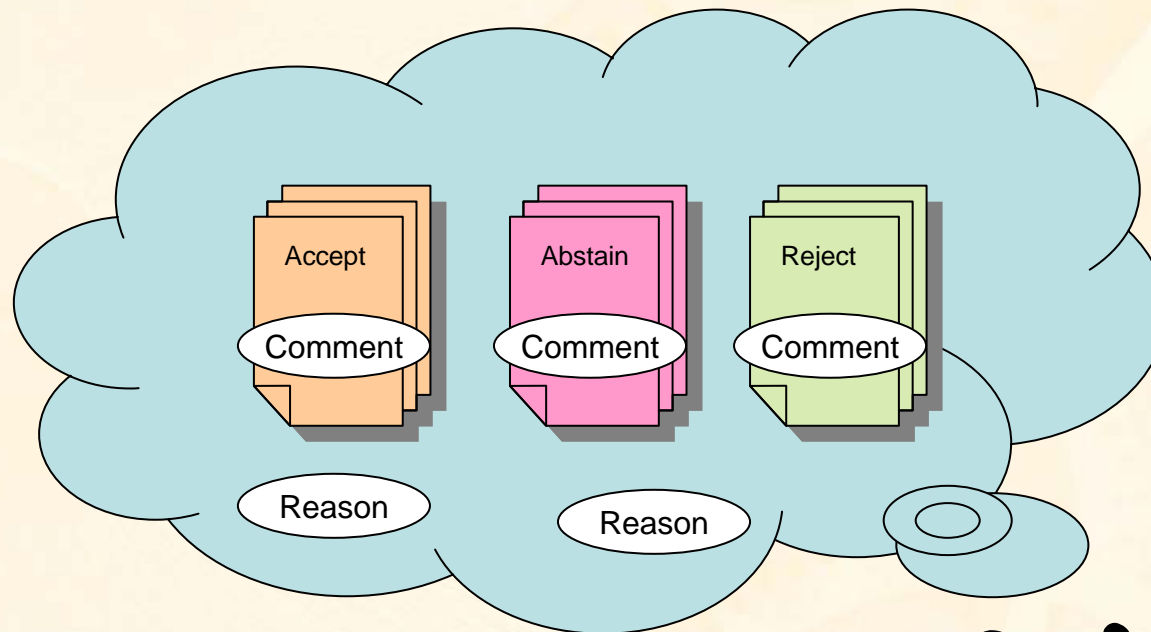 Accept
Abstain
Reject
Comment
Comment
Comment
Reason
Reason